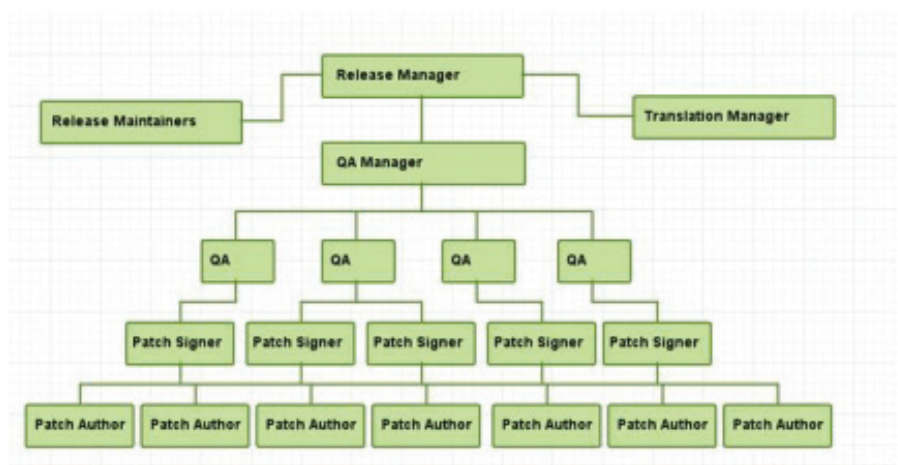 Release Manager
Release Maintainers
Translation Manager
QA Manager
QA
QA
QA
QA
Patch Signer
Patch Signer
Patch Signer
Patch Signer
Patch Signer
Patch Author
Patch Author
Patch Author
Patch Author
Patch Author
Patch Author
Patch Author